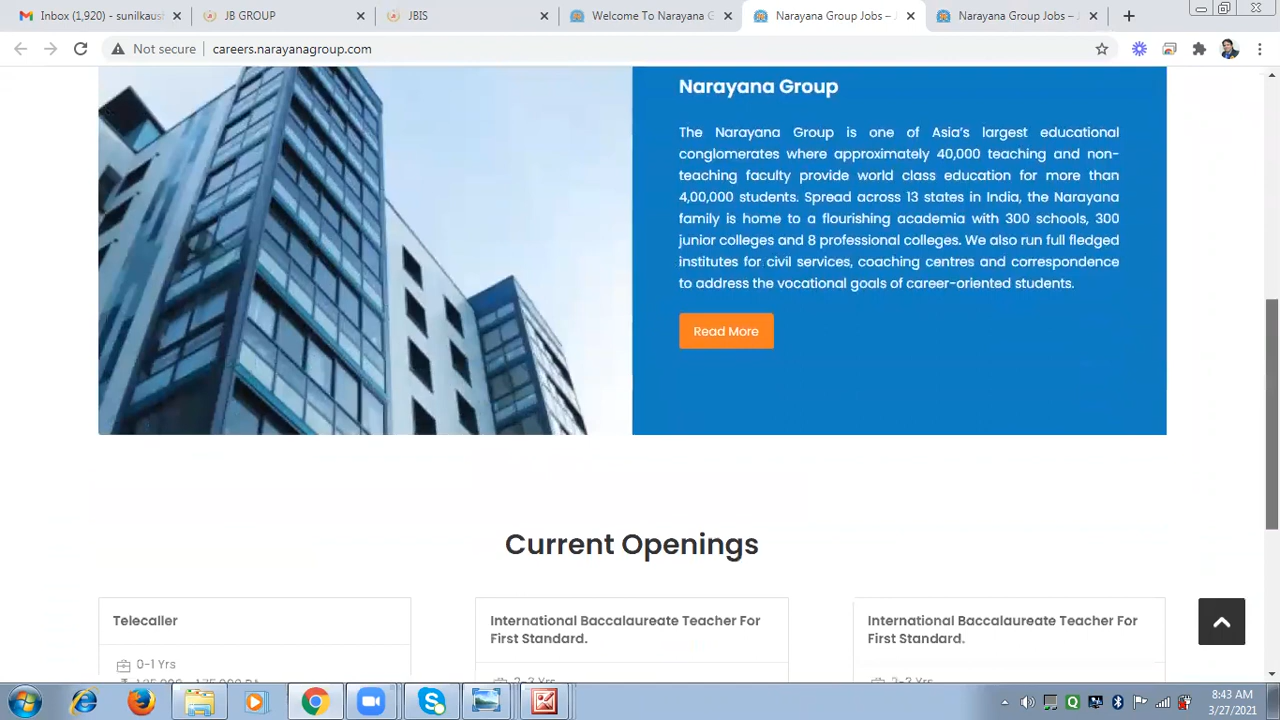 Inbox (1,920) - sunilkaus
JB GROUP
JBIS
Welcome To Narayana G
Narayana Group Jobs – J
Narayana Group Jobs – J
Not secure
careers.narayanagroup.com
Narayana Group
The Narayana Group is one of Asia's largest educational
conglomerates where approximately 40,000 teaching and non-
teaching faculty provide world class education for more than
4,00,000 students. Spread across 13 states in India, the Narayana
family is home to a flourishing academia with 300 schools, 300
junior colleges and 8 professional colleges. We also run full fledged
institutes for civil services, coaching centres and correspondence
to address the vocational goals of career-oriented students.
Read More
Current Openings
Telecaller
0-1 Yrs
International Baccalaureate Teacher For
First Standard.
International Baccalaureate Teacher For
First Standard.
8:43 AM
3/27/2021